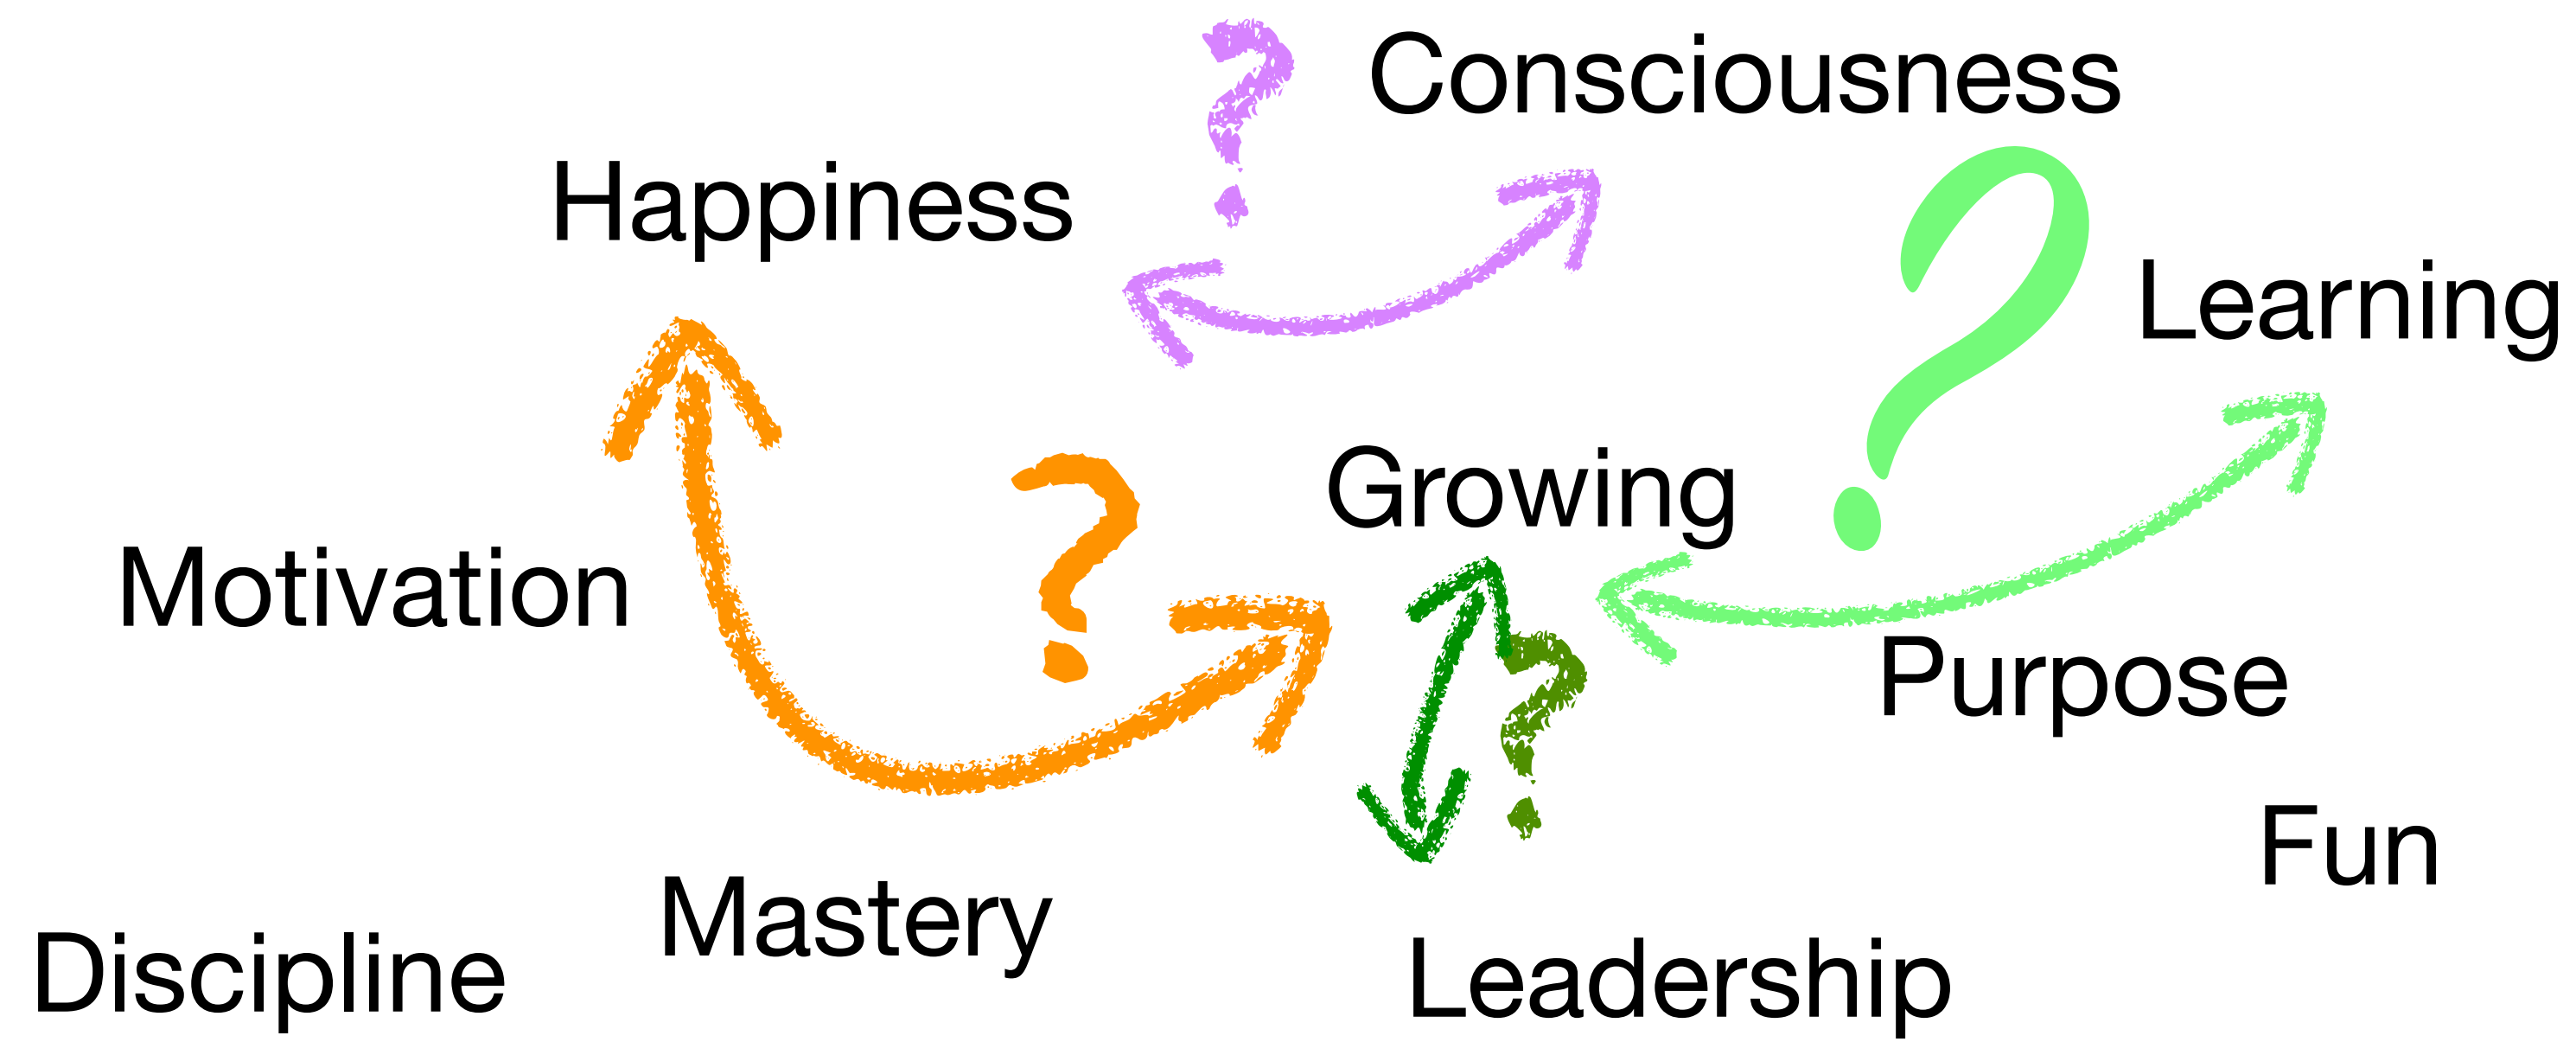 ?
Consciousness
Happiness
?
Learning
Growing
?
Motivation
?
Purpose
Fun
Mastery
Discipline
Leadership